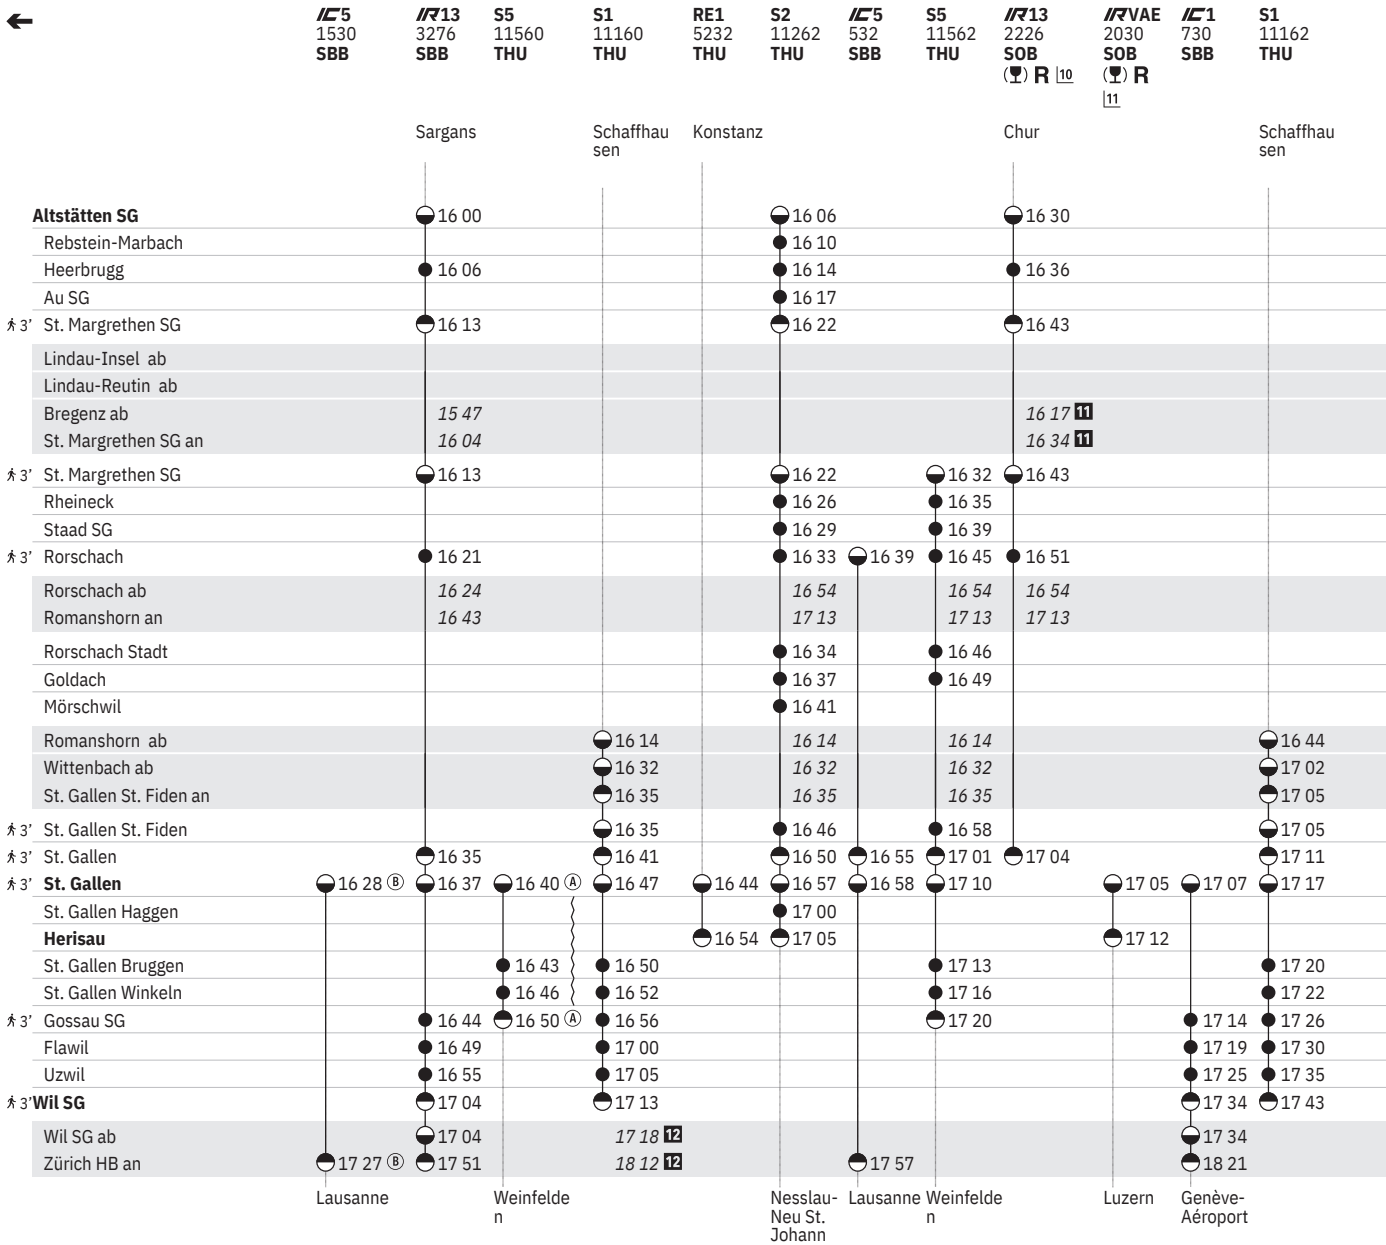 IC5 IR13 S5 S1 RE1 S2 IC5 S5 IR13 IRVAE IC1 S1
1530 3276 11560 11160 5232 11262 532 11562 2226 2030 730 11162
SBB SBB THU THU THU THU SBB THU SOB SOB SBB THU
R 10 R
11
Sargans Schaffhau Konstanz Chur Schaffhau
sen sen
Altstätten SG 16 00 16 06 16 30
Rebstein-Marbach 16 10
Heerbrugg 16 06 16 14 16 36
Au SG 16 17
3' St. Margrethen SG 16 13 16 22 16 43
Lindau-Insel ab
Lindau-Reutin ab
Bregenz ab 15 47 16 17 11
St. Margrethen SG an 16 04 16 34 11
3' St. Margrethen SG 16 13 16 22 16 32 16 43
Rheineck 16 26 16 35
Staad SG 16 29 16 39
3' Rorschach 16 21 16 33 16 39 16 45 16 51
Rorschach ab 16 24 16 54 16 54 16 54
Romanshorn an 16 43 17 13 17 13 17 13
Rorschach Stadt 16 34 16 46
Goldach 16 37 16 49
Mörschwil 16 41
Romanshorn ab 16 14 16 14 16 14 16 44
Wittenbach ab 16 32 16 32 16 32 17 02
St. Gallen St. Fiden an 16 35 16 35 16 35 17 05
3' St. Gallen St. Fiden 16 35 16 46 16 58 17 05
3' St. Gallen 16 35 16 41 16 50 16 55 17 01 17 04 17 11
3' St. Gallen 16 28 B 16 37 16 40 A 16 47 16 44 16 57 16 58 17 10 17 05 17 07 17 17
St. Gallen Haggen 17 00
Herisau 16 54 17 05 17 12
St. Gallen Bruggen 16 43 16 50 17 13 17 20
St. Gallen Winkeln 16 46 16 52 17 16 17 22
3' Gossau SG 16 44 16 50 A 16 56 17 20 17 14 17 26
Flawil 16 49 17 00 17 19 17 30
Uzwil 16 55 17 05 17 25 17 35
3' Wil SG 17 04 17 13 17 34 17 43
Wil SG ab 17 04 17 18 12 17 34
Zürich HB an 17 27 B 17 51 18 12 12 17 57 18 21
Lausanne Weinfelde Nesslau- Lausanne Weinfelde Luzern Genève-
n Neu St. n Aéroport
Johann